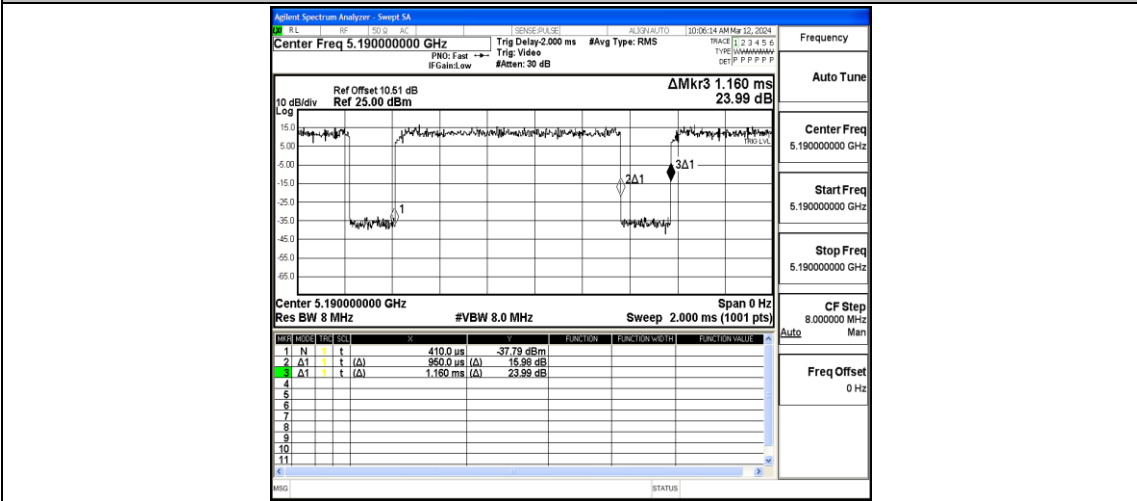 Agilent Spectrum Analyzer - Swept SA
RL RF 50 Ω AC SENSE:PULSE ALIGN AUTO 10:06:14 AM Mar 12, 2024
Center Freq 5.190000000 GHz
PNO: Fast
IFGain:Low
Trig Delay-2.000 ms
Trig: Video
#Atten: 30 dB
#Avg Type: RMS
TRACE 1 2 3 4 5 6
TYPE
DET P P P P P P
ΔMkr3 1.160 ms
23.99 dB
Ref Offset 10.51 dB
10 dB/div Ref 25.00 dBm
Log
15.0
5.00
-5.00
-15.0
-25.0
-35.0
-45.0
-55.0
-65.0
TRIG LVL
3Δ1
2Δ1
1
Center 5.190000000 GHz Span 0 Hz
Res BW 8 MHz #VBW 8.0 MHz Sweep 2.000 ms (1001 pts)
MKR MODE TRC SCL X Y FUNCTION FUNCTION WIDTH FUNCTION VALUE
1 N 1 t 410.0 µs -37.79 dBm
2 Δ1 1 t (Δ) 950.0 µs (Δ) 15.98 dB
3 Δ1 1 t (Δ) 1.160 ms (Δ) 23.99 dB
4
5
6
7
8
9
10
11
MSG STATUS
Frequency
Auto Tune
Center Freq
5.190000000 GHz
Start Freq
5.190000000 GHz
Stop Freq
5.190000000 GHz
CF Step
8.000000 MHz
Auto Man
Freq Offset
0 Hz